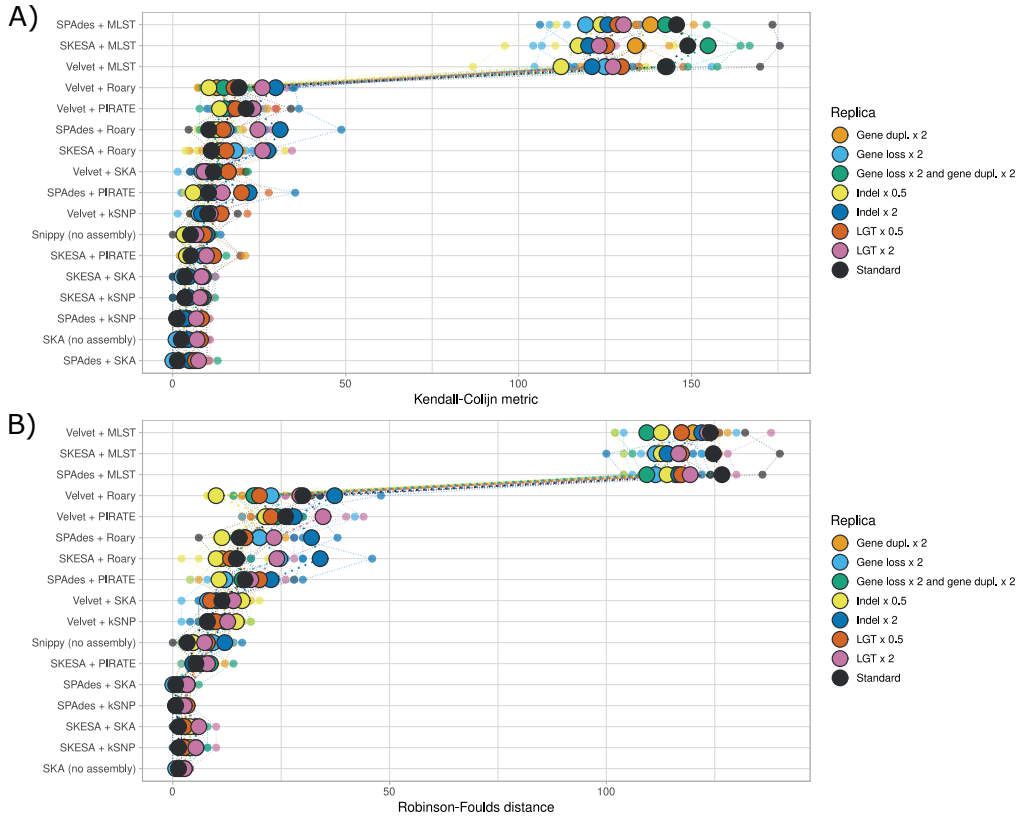 A)
SPAdes + MLST
SKESA + MLST
Velvet + MLST
Velvet + Roary
Velvet + PIRATE
SPAdes + Roary
SKESA + Roary
Velvet + SKA
SPAdes + PIRATE
Velvet + kSNP
Snippy (no assembly)
SKESA + PIRATE
SKESA + SKA
SKESA + kSNP
SPAdes + kSNP
SKA (no assembly)
SPAdes + SKA
0
50
100
150
Kendall-Colijn metric
Replica
Gene dupl. x 2
Gene loss x 2
Gene loss x 2 and gene dupl. x 2
Indel x 0.5
Indel x 2
LGT x 0.5
LGT x 2
Standard
B)
Velvet + MLST
SKESA + MLST
SPAdes + MLST
Velvet + Roary
Velvet + PIRATE
SPAdes + Roary
SKESA + Roary
SPAdes + PIRATE
Velvet + SKA
Velvet + kSNP
Snippy (no assembly)
SKESA + PIRATE
SPAdes + SKA
SPAdes + kSNP
SKESA + SKA
SKESA + kSNP
SKA (no assembly)
0
50
100
Robinson-Foulds distance
Replica
Gene dupl. x 2
Gene loss x 2
Gene loss x 2 and gene dupl. x 2
Indel x 0.5
Indel x 2
LGT x 0.5
LGT x 2
Standard